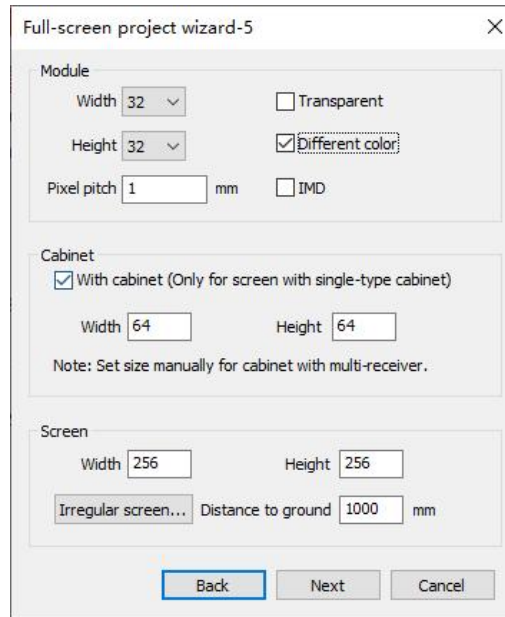 Full-screen project wizard-5
Module
Width 32 Transparent
Height 32 Different color
Pixel pitch 1 mm IMD
Cabinet
With cabinet (Only for screen with single-type cabinet)
Width 64 Height 64
Note: Set size manually for cabinet with multi-receiver.
Screen
Width 256 Height 256
Irregular screen... Distance to ground 1000 mm
Back Next Cancel